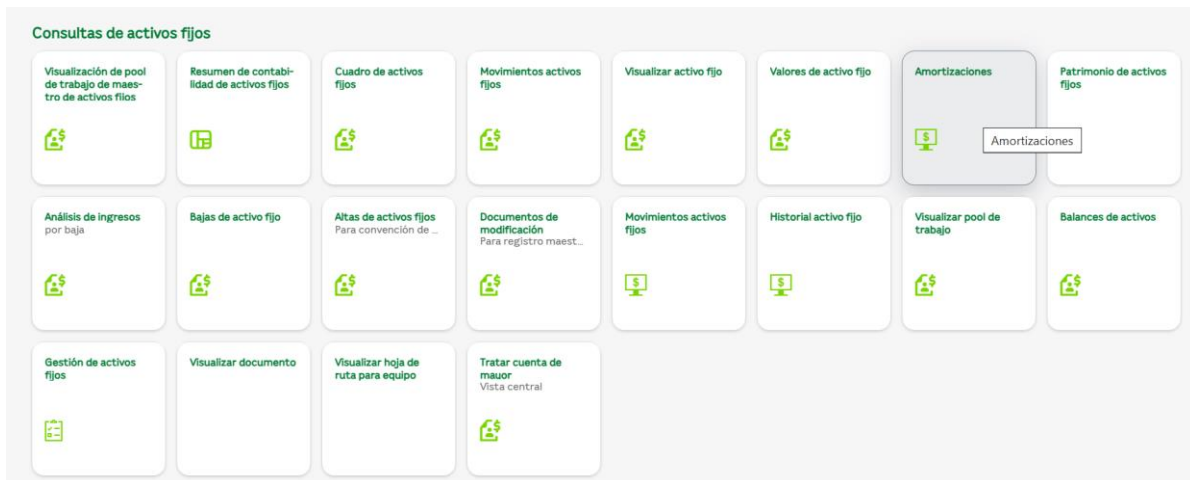 Consultas de activos fijos
Visualización de pool
de trabajo de maes-
tro de activos fijos
Resumen de contabi-
lidad de activos fijos
Cuadro de activos
fijos
Movimientos activos
fijos
Visualizar activo fijo
Valores de activo fijo
Amortizaciones
Amortizaciones
Patrimonio de activos
fijos
Análisis de ingresos
por baja
Bajas de activo fijo
Altas de activos fijos
Para convención de ...
Documentos de
modificación
Para registro maest...
Movimientos activos
fijos
Historial activo fijo
Visualizar pool de
trabajo
Balances de activos
Gestión de activos
fijos
Visualizar documento
Visualizar hoja de
ruta para equipo
Tratar cuenta de
mayor
Vista central